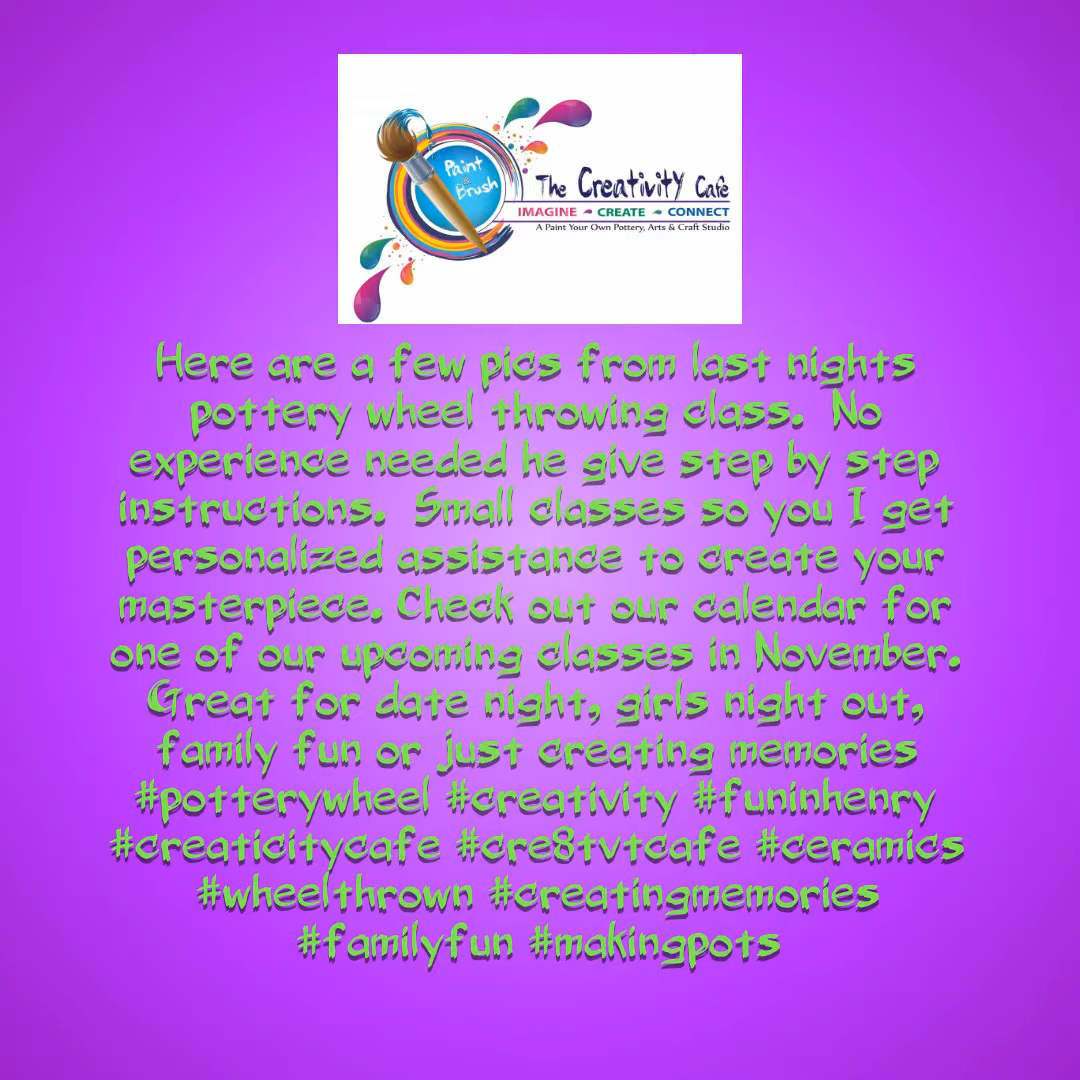 Paint
&
Brush
The Creativity Cafe
IMAGINE ~ CREATE ~ CONNECT
A Paint Your Own Pottery, Arts & Craft Studio
Here are a few pics from last nights
pottery wheel throwing class. No
experience needed he give step by step
instructions. Small classes so you I get
personalized assistance to create your
masterpiece. Check out our calendar for
one of our upcoming classes in November.
Great for date night, girls night out,
family fun or just creating memories
#potterywheel #creativity #funinhenry
#creaticitycafe #cre8tvtcafe #ceramics
#wheelthrown #creatingmemories
#familyfun #makingpots